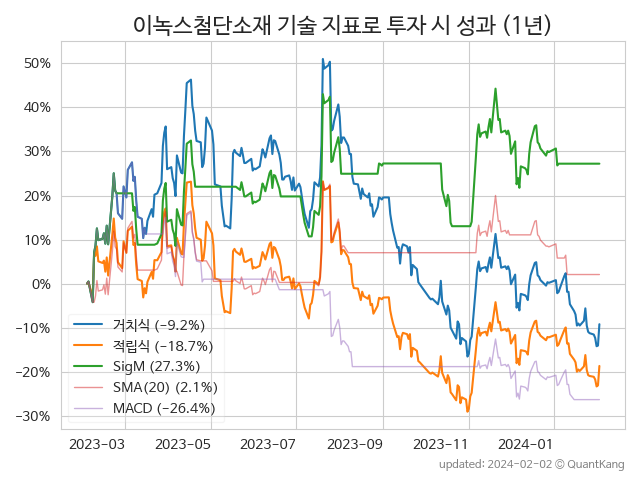 이녹스첨단소재 기술 지표로 투자 시 성과 (1년)
50%
40%
30%
20%
10%
0%
−10%
−20%
−30%
거치식 (−9.2%)
적립식 (−18.7%)
SigM (27.3%)
SMA(20) (2.1%)
MACD (−26.4%)
2023-03 2023-05 2023-07 2023-09 2023-11 2024-01
updated: 2024-02-02 © QuantKang